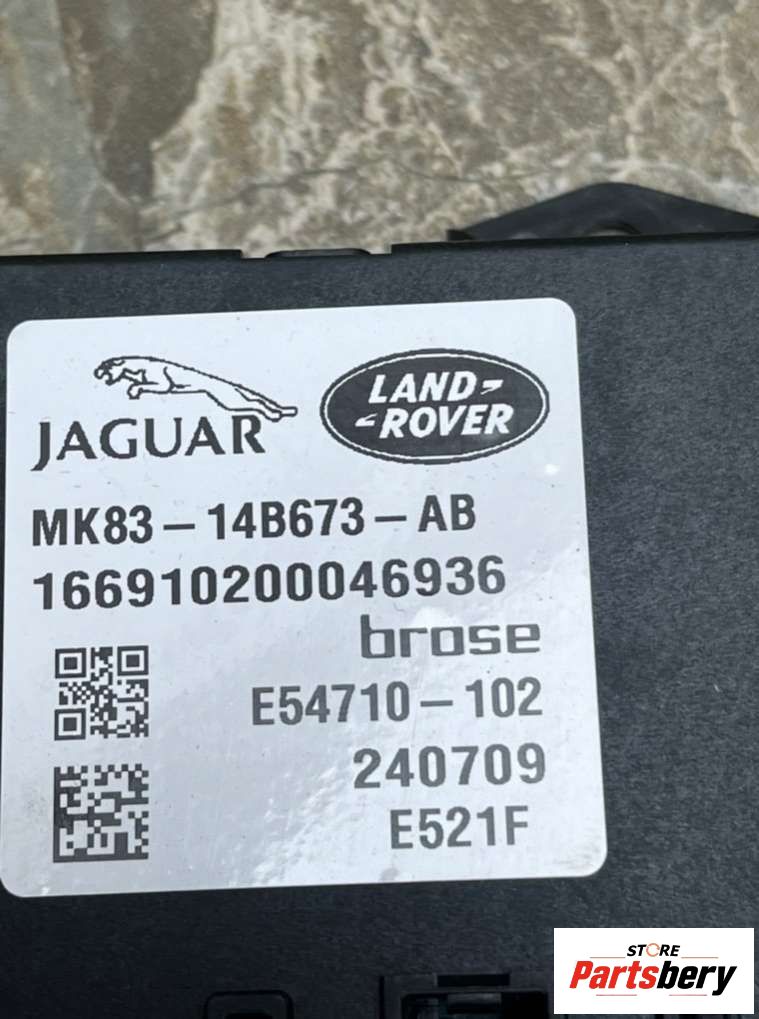 JAGUAR
LAND-
-ROVER
MK83-14B673-AB
166910200046936
brose
E54710-102
240709
E521F
STORE
Partsbery